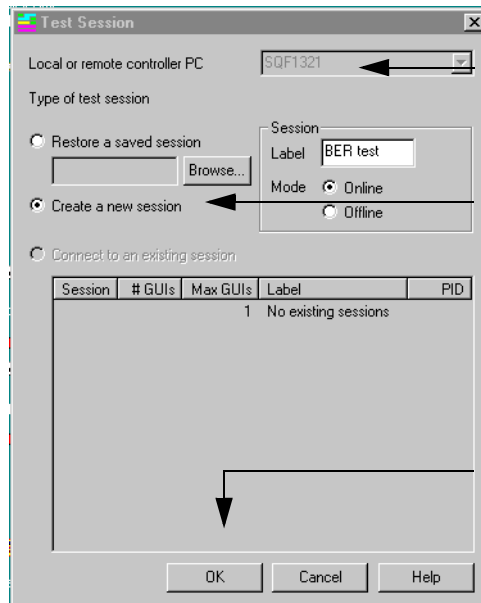 Test Session
Local or remote controller PC
SQF1321
Type of test session
Restore a saved session
Browse...
Create a new session
Session
Label BER test
Mode Online
Offline
Connect to an existing session
Session # GUIs Max GUIs Label PID
1 No existing sessions
OK Cancel Help